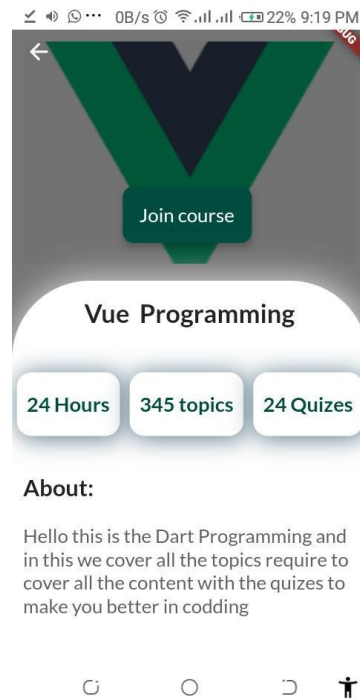 0B/s 22% 9:19 PM
BUG
Join course
Vue Programming
24 Hours 345 topics 24 Quizes
About:
Hello this is the Dart Programming and
in this we cover all the topics require to
cover all the content with the quizes to
make you better in codding